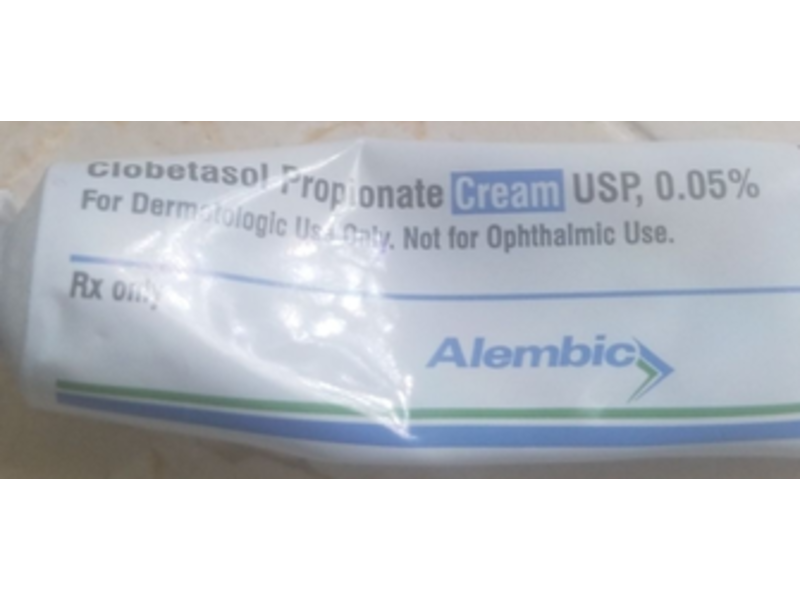 Clobetasol Propionate Cream USP, 0.05%
For Dermatologic Use Only. Not for Ophthalmic Use.
Rx only
Alembic